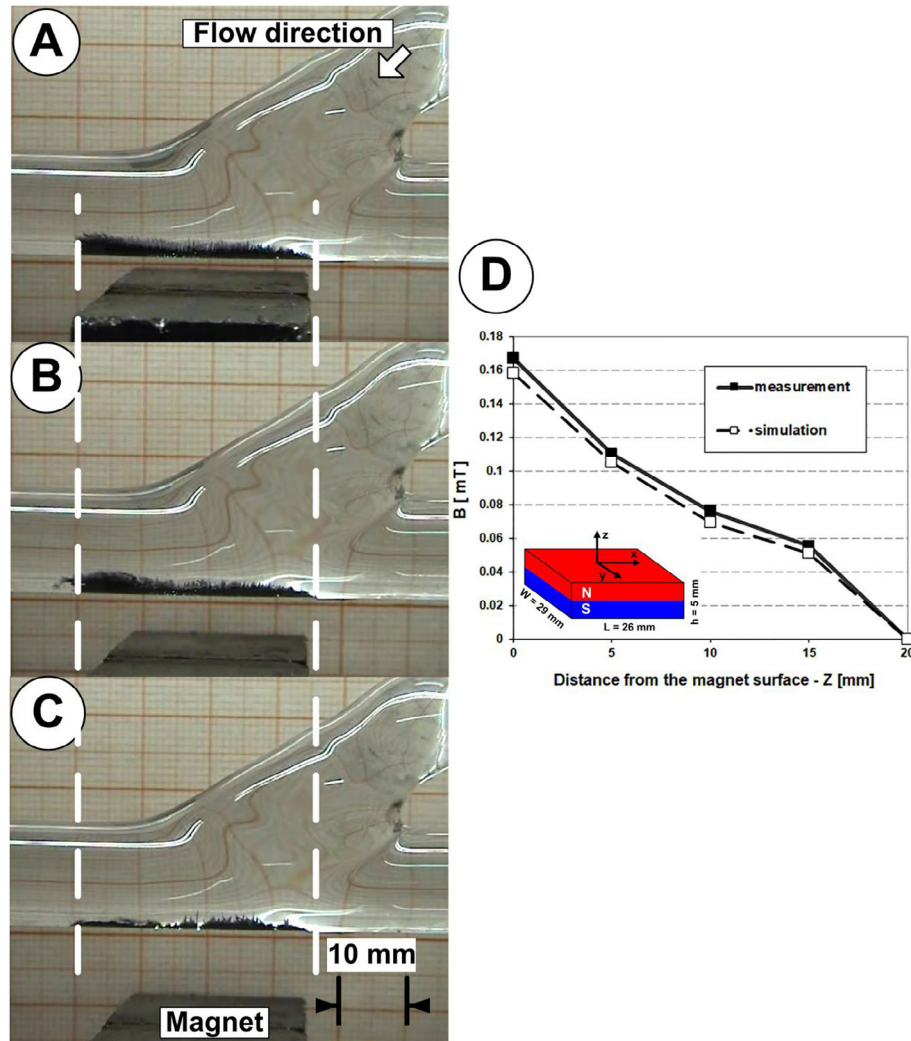 A
Flow direction
B
C
10 mm
Magnet
D
0.18
0.16
0.14
0.12
0.1
0.08
0.06
0.04
0.02
0
B [ mT ]
measurement
simulation
z
x
y
N
S
W = 29 mm
L = 26 mm
h = 5 mm
0
5
10
15
20
Distance from the magnet surface - Z [mm]